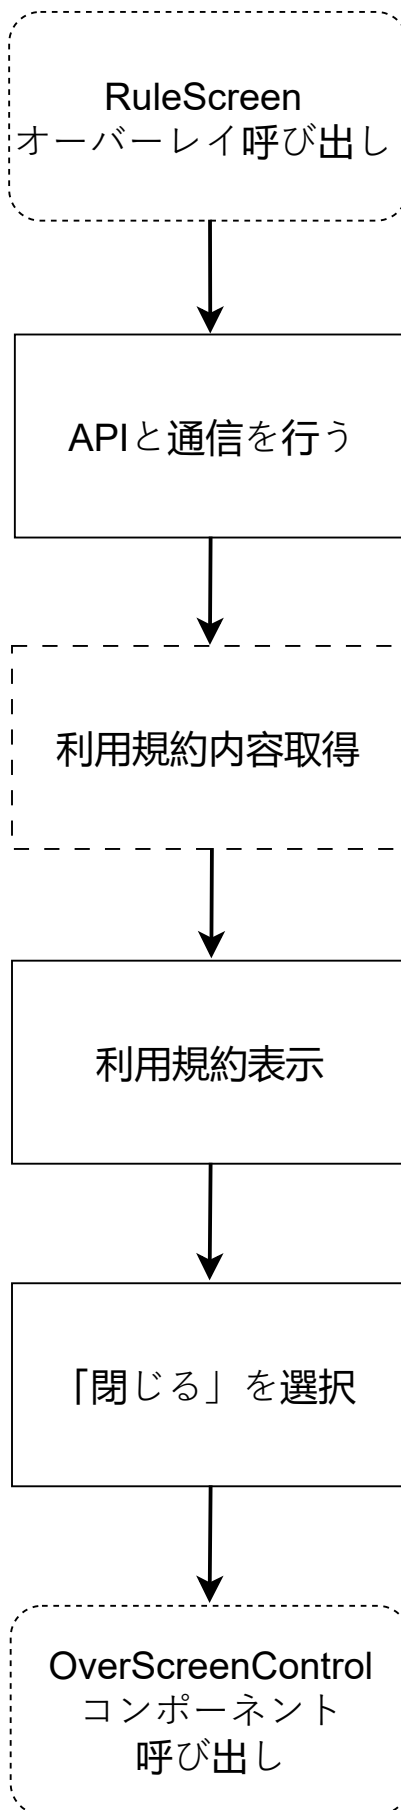 RuleScreen
オーバーレイ呼び出し
APIと通信を行う
利用規約内容取得
利用規約表示
「閉じる」を選択
OverScreenControl
コンポーネント
呼び出し